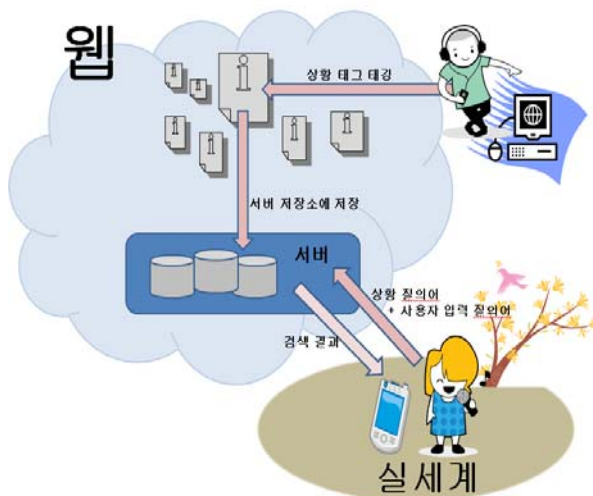 웹
상황 태그 태깅
서버 저장소에 저장
서버
상황 질의어
+ 사용자 입력 질의어
검색 결과
실세계